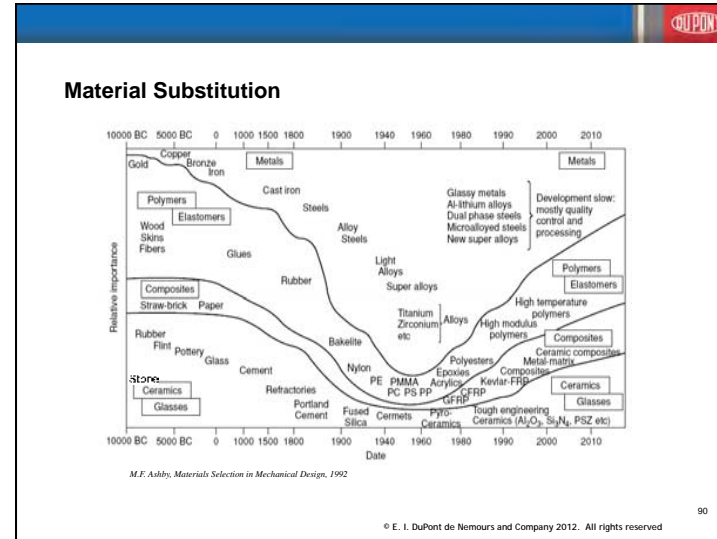 DU PONT
Material Substitution
10000 BC 5000 BC 0 1000 1500 1800 1900 1940 1960 1980 1990 2000 2010
Gold Copper Bronze Iron
Metals
Metals
Cast iron
Steels
Alloy
Steels
Light
Alloys
Super alloys
Glassy metals
Al-lithium alloys
Dual phase steels
Microalloyed steels
New super alloys
Development slow:
mostly quality
control and
processing
Titanium
Zirconium
etc
Alloys
Polymers
Elastomers
Wood
Skins
Fibers
Glues
Rubber
Bakelite
Nylon
PE PMMA Acrylics
PC PS PP
Polyesters
Epoxies
High modulus
polymers
High temperature
polymers
Polymers
Elastomers
Composites
Straw-brick Paper
GFRP
CFRP
Kevlar-FRP
Composites
Metal-matrix
Ceramic composites
Composites
Rubber
Flint
Pottery
Glass
Stone
Ceramics
Glasses
Cement
Refractories
Portland
Cement
Fused
Silica
Cermets
Pyro-
Ceramics
Tough engineering
Ceramics (Al2O3, Si3N4, PSZ etc)
Ceramics
Glasses
Relative importance
10000 BC 5000 BC 0 1000 1500 1800 1900 1940 1960 1980 1990 2000 2010
Date
M.F. Ashby, Materials Selection in Mechanical Design, 1992
90
© E. I. DuPont de Nemours and Company 2012. All rights reserved